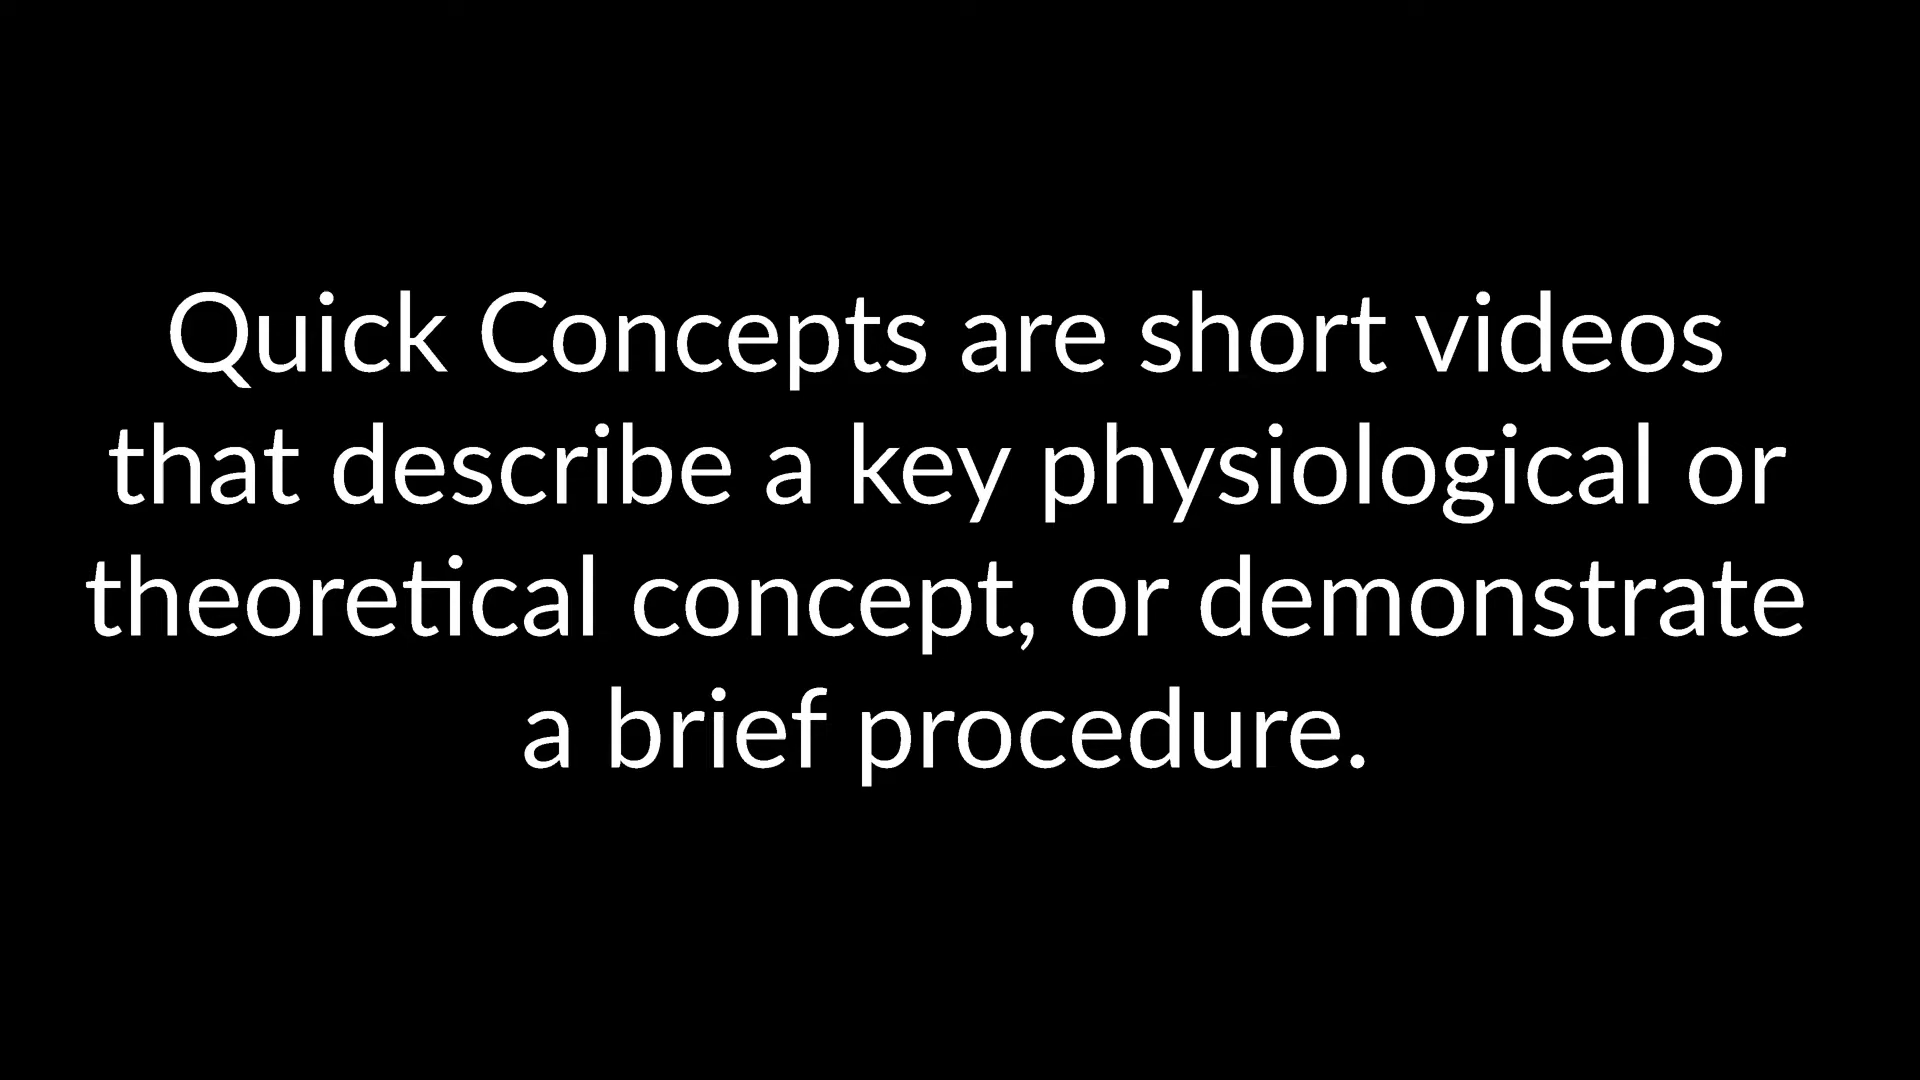 Quick Concepts are short videos
that describe a key physiological or
theoretical concept, or demonstrate
a brief procedure.